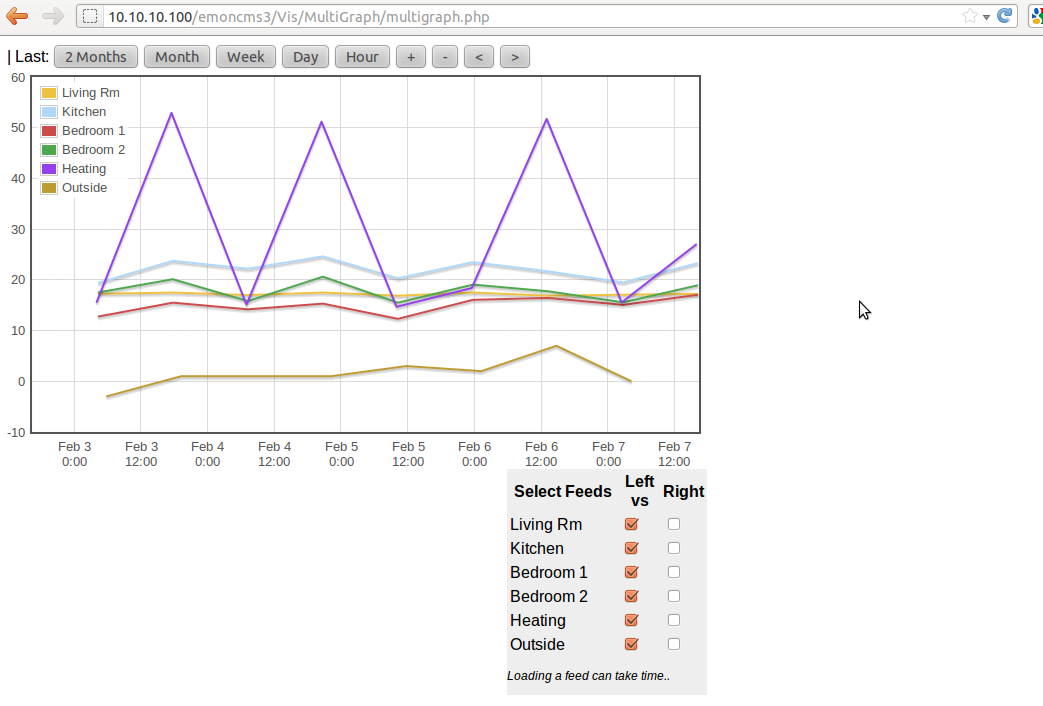 10.10.10.100/emoncms3/Vis/MultiGraph/multigraph.php
| Last: 2 Months Month Week Day Hour + - < >
60
50
40
30
20
10
0
-10
Living Rm
Kitchen
Bedroom 1
Bedroom 2
Heating
Outside
Feb 3 Feb 3 Feb 4 Feb 4 Feb 5 Feb 5 Feb 6 Feb 6 Feb 7 Feb 7
0:00 12:00 0:00 12:00 0:00 12:00 0:00 12:00 0:00 12:00
Select Feeds Left vs Right
Living Rm
Kitchen
Bedroom 1
Bedroom 2
Heating
Outside
Loading a feed can take time..